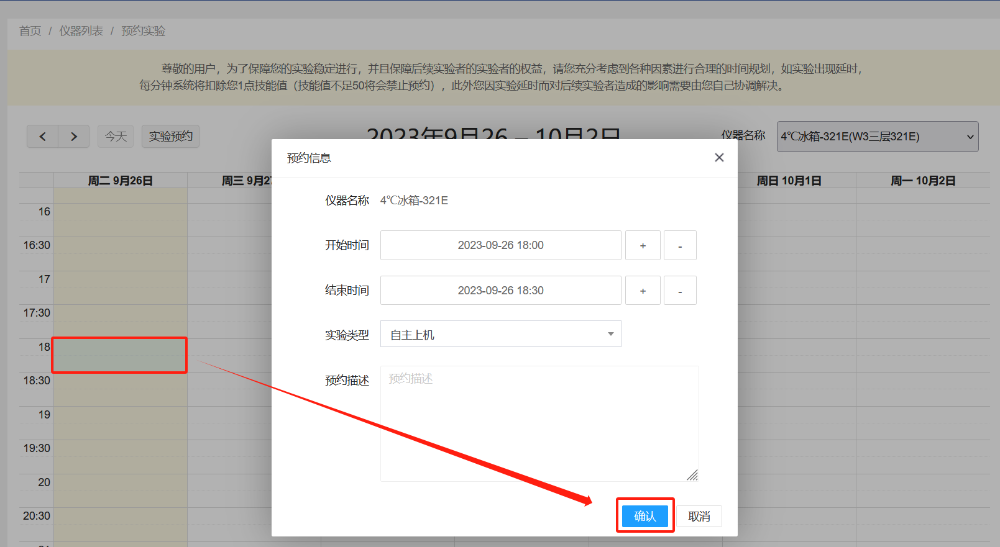 首页 / 仪器列表 / 预约实验
尊敬的用户，为了保障您的实验稳定进行，并且保障后续实验者的实验者的权益，请您充分考虑到各种因素进行合理的时间规划，如实验出现延时，
每分钟系统将扣除您1点技能值（技能值不足50将会禁止预约），此外您因实验延时而对后续实验者造成的影响需要由您自己协调解决。
今天 实验预约
2023年9月26 – 10月2日
仪器名称 4℃冰箱-321E(W3三层321E)
周二 9月26日 周三 9月27 周日 10月1日 周一 10月2日
16
16:30
17
17:30
18
18:30
19
19:30
20
20:30
预约信息
仪器名称 4℃冰箱-321E
开始时间 2023-09-26 18:00 + -
结束时间 2023-09-26 18:30 + -
实验类型 自主上机
预约描述 预约描述
确认 取消